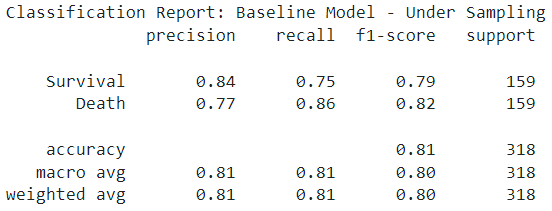 Classification Report: Baseline Model - Under Sampling
precision recall f1-score support
Survival 0.84 0.75 0.79 159
Death 0.77 0.86 0.82 159
accuracy 0.81 318
macro avg 0.81 0.81 0.80 318
weighted avg 0.81 0.81 0.80 318